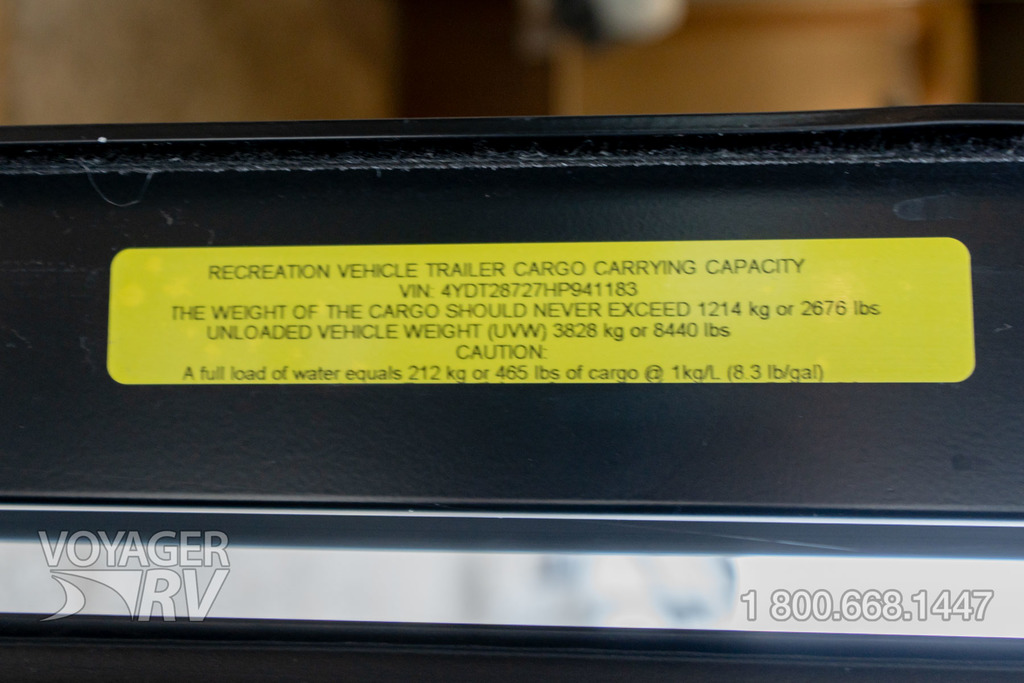 RECREATION VEHICLE TRAILER CARGO CARRYING CAPACITY
VIN: 4YDT28727HP941183
THE WEIGHT OF THE CARGO SHOULD NEVER EXCEED 1214 kg or 2676 lbs
UNLOADED VEHICLE WEIGHT (UVW) 3828 kg or 8440 lbs
CAUTION:
A full load of water equals 212 kg or 465 lbs of cargo @ 1kg/L (8.3 lb/gal)
VOYAGER
RV
1 800.668.1447